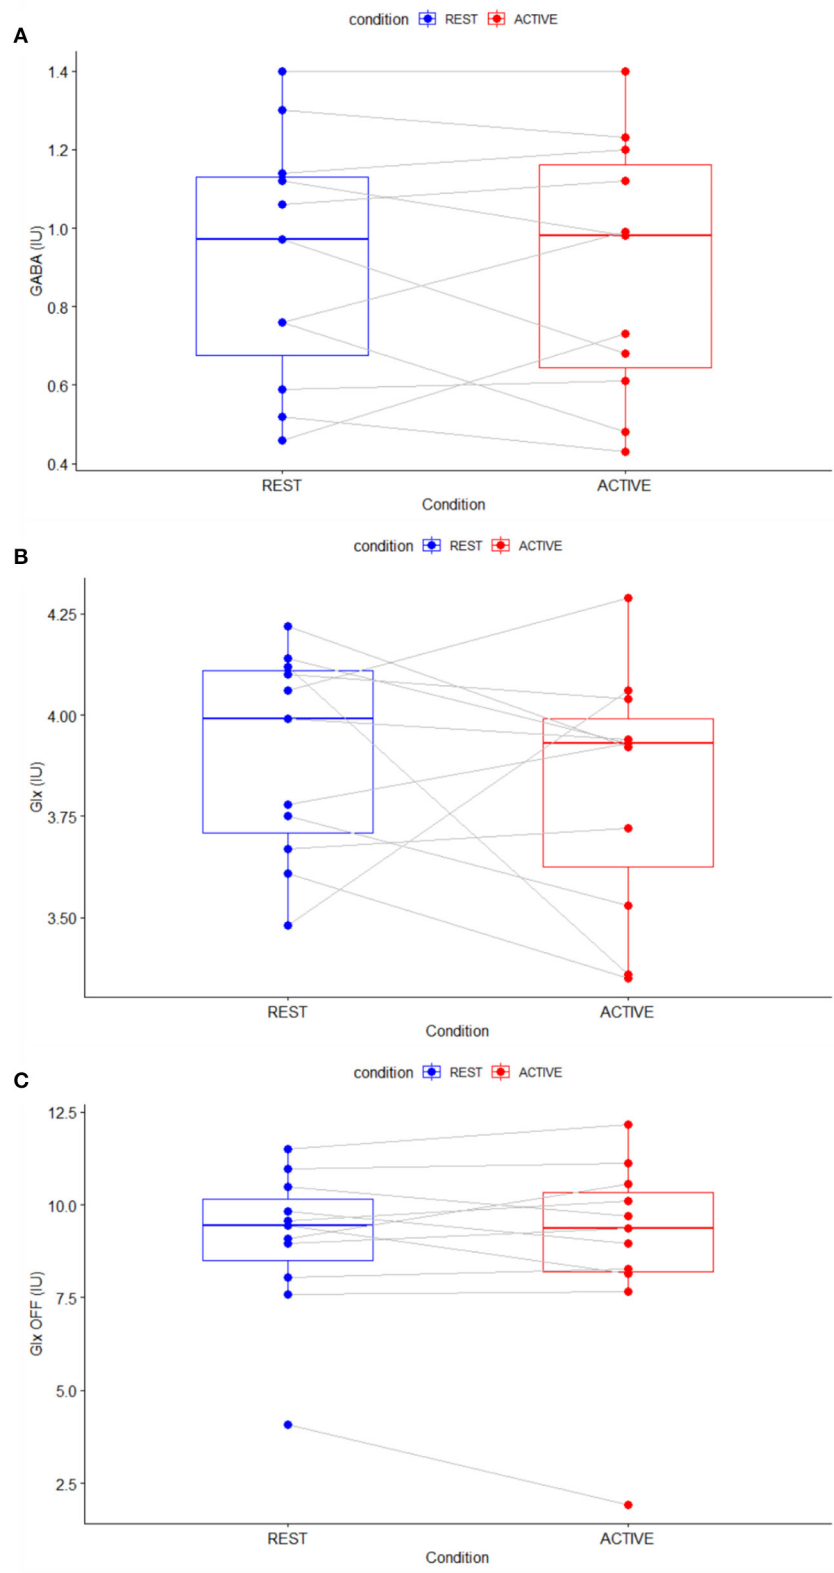 condition REST ACTIVE
A
1.4
1.2
1.0
0.8
0.6
0.4
GABA (IU)
REST ACTIVE
Condition
B
condition REST ACTIVE
4.25
4.00
3.75
3.50
Glx (IU)
REST ACTIVE
Condition
C
condition REST ACTIVE
12.5
10.0
7.5
5.0
2.5
Glx OFF (IU)
REST ACTIVE
Condition